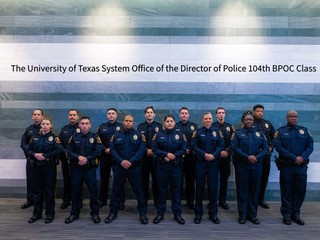 The University of Texas System Office of the Director of Police 104th BPOC Class